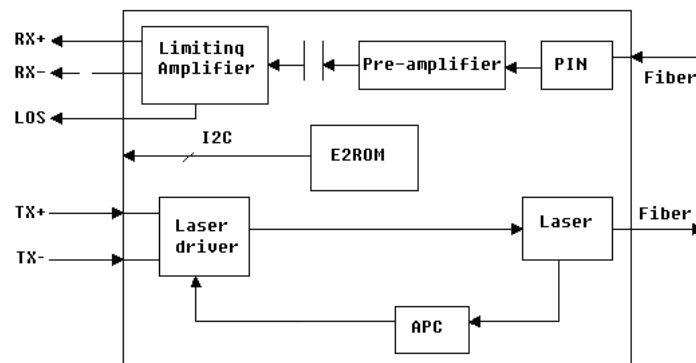 RX+
Limiting
Amplifier
Pre-amplifier
PIN
RX-
Fiber
LOS
I2C
E2ROM
TX+
Laser
driver
Laser
Fiber
TX-
APC